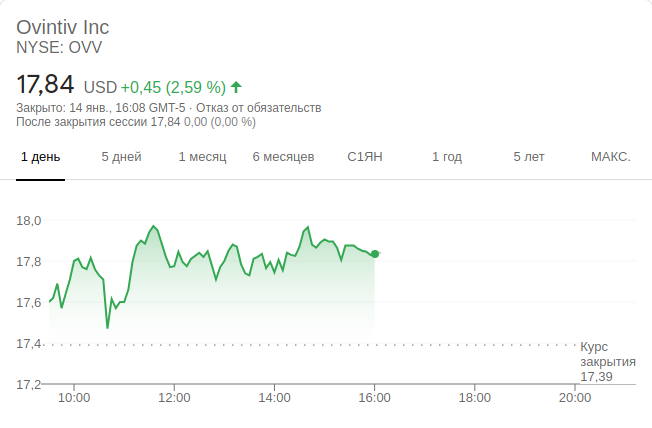 Ovintiv Inc
NYSE: OVV
17,84 USD +0,45 (2,59 %)
Закрыто: 14 янв., 16:08 GMT-5 · Отказ от обязательств
После закрытия сессии 17,84 0,00 (0,00 %)
1 день 5 дней 1 месяц 6 месяцев С1ЯН 1 год 5 лет МАКС.
18,0
17,8
17,6
17,4
Курс
закрытия
17,39
17,2
10:00 12:00 14:00 16:00 18:00 20:00